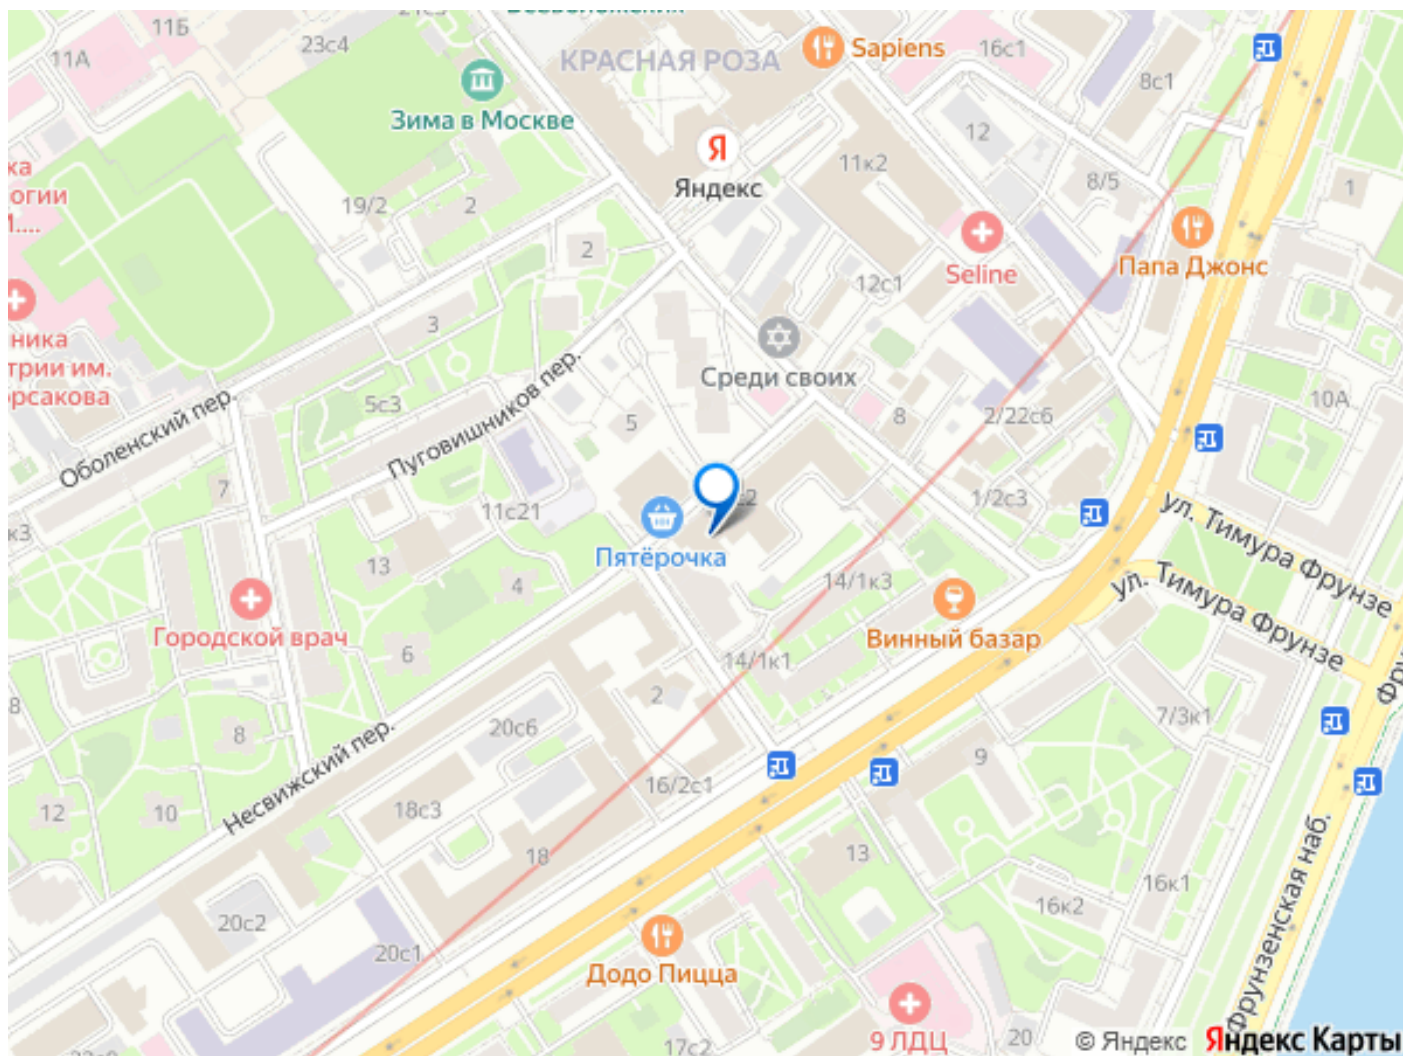 11Б
11А
23с4
КРАСНАЯ РОЗА
Sapiens
16с1
8с1
Зима в Москве
12
Яндекс
11к2
8/5
1
огии
19/2
2
2
Seline
Папа Джонс
12с1
3
ника
трии им.
орсакова
Среди своих
5с3
5
8
2/22с6
10А
Оболенский пер.
Пуговишников пер.
7
11с21
1/2с3
ул. Тимура Фрунзе
ул. Тимура Фрунзе
Пятёрочка
13
4
14/1к3
Городской врач
Винный базар
6
14/1к1
8
8
2
20с6
7/3к1
Несвижский пер.
16/2с1
9
12
10
18с3
18
13
16к1
16к2
Фрунзенская наб.
20с2
20с1
Додо Пицца
9 ЛДЦ
20
17с2
© Яндекс
Яндекс Карты